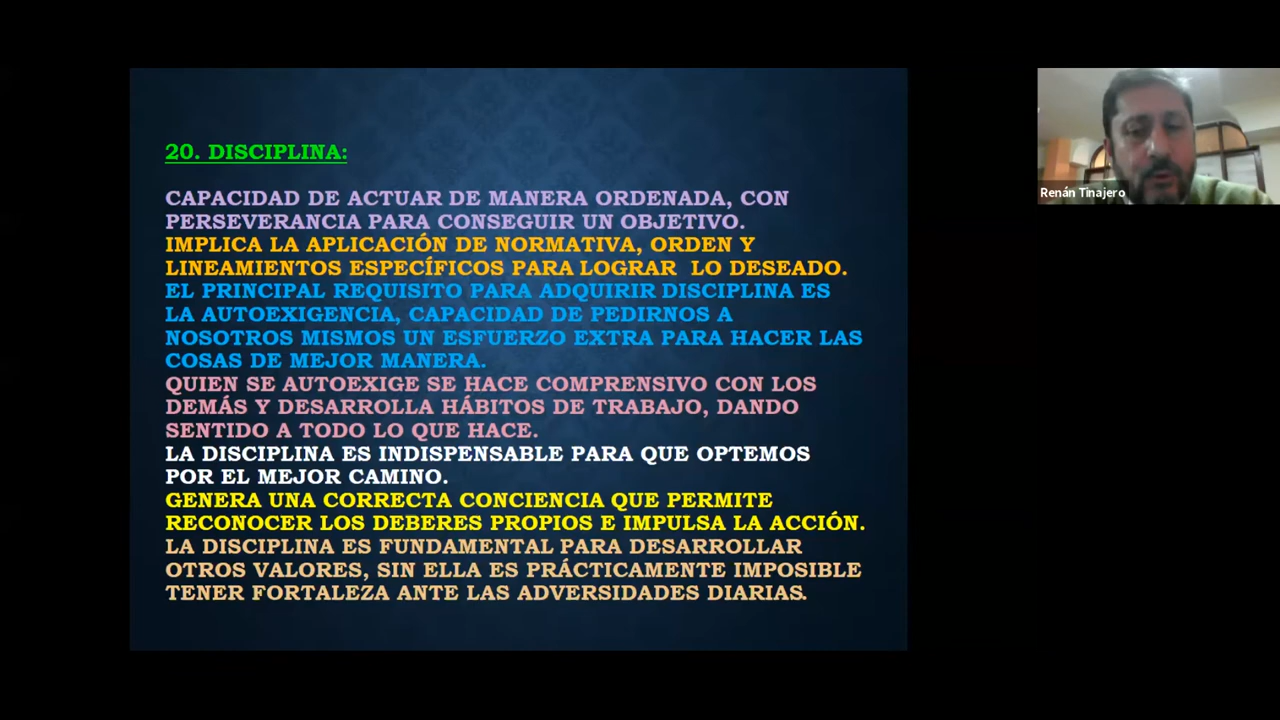 20. DISCIPLINA:
CAPACIDAD DE ACTUAR DE MANERA ORDENADA, CON
PERSEVERANCIA PARA CONSEGUIR UN OBJETIVO.
IMPLICA LA APLICACIÓN DE NORMATIVA, ORDEN Y
LINEAMIENTOS ESPECÍFICOS PARA LOGRAR LO DESEADO.
EL PRINCIPAL REQUISITO PARA ADQUIRIR DISCIPLINA ES
LA AUTOEXIGENCIA, CAPACIDAD DE PEDIRNOS A
NOSOTROS MISMOS UN ESFUERZO EXTRA PARA HACER LAS
COSAS DE MEJOR MANERA.
QUIEN SE AUTOEXIGE SE HACE COMPRENSIVO CON LOS
DEMÁS Y DESARROLLA HÁBITOS DE TRABAJO, DANDO
SENTIDO A TODO LO QUE HACE.
LA DISCIPLINA ES INDISPENSABLE PARA QUE OPTEMOS
POR EL MEJOR CAMINO.
GENERA UNA CORRECTA CONCIENCIA QUE PERMITE
RECONOCER LOS DEBERES PROPIOS E IMPULSA LA ACCIÓN.
LA DISCIPLINA ES FUNDAMENTAL PARA DESARROLLAR
OTROS VALORES, SIN ELLA ES PRÁCTICAMENTE IMPOSIBLE
TENER FORTALEZA ANTE LAS ADVERSIDADES DIARIAS.
Renán Tinajero